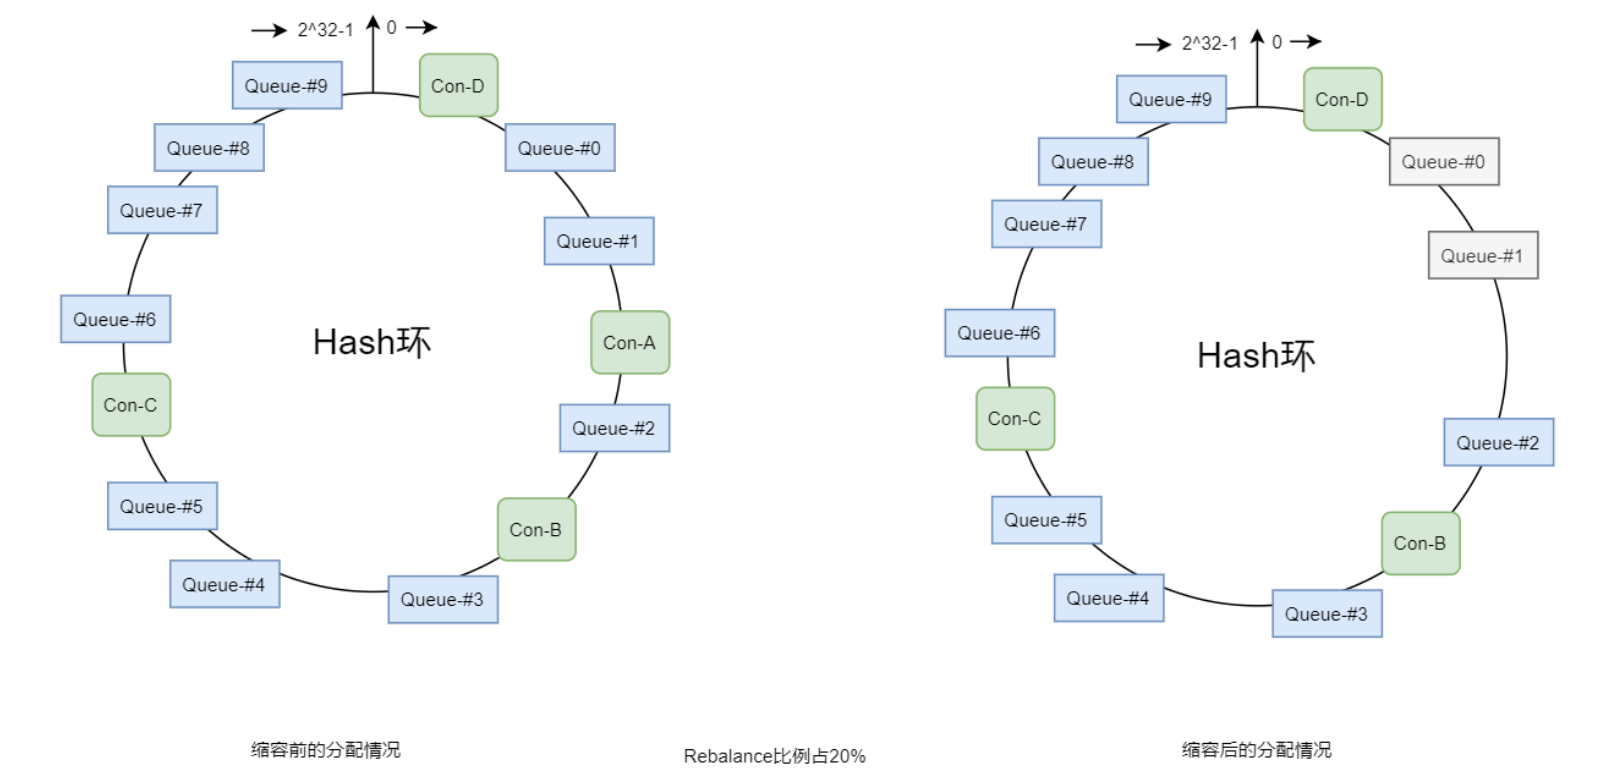 2^32-1
0
Queue-#9
Con-D
Queue-#8
Queue-#0
Queue-#7
Queue-#1
Queue-#6
Hash环
Con-A
Con-C
Queue-#2
Queue-#5
Con-B
Queue-#4
Queue-#3
缩容前的分配情况
Rebalance比例占20%
2^32-1
0
Queue-#9
Con-D
Queue-#8
Queue-#0
Queue-#7
Queue-#1
Queue-#6
Hash环
Con-C
Queue-#2
Queue-#5
Con-B
Queue-#4
Queue-#3
缩容后的分配情况